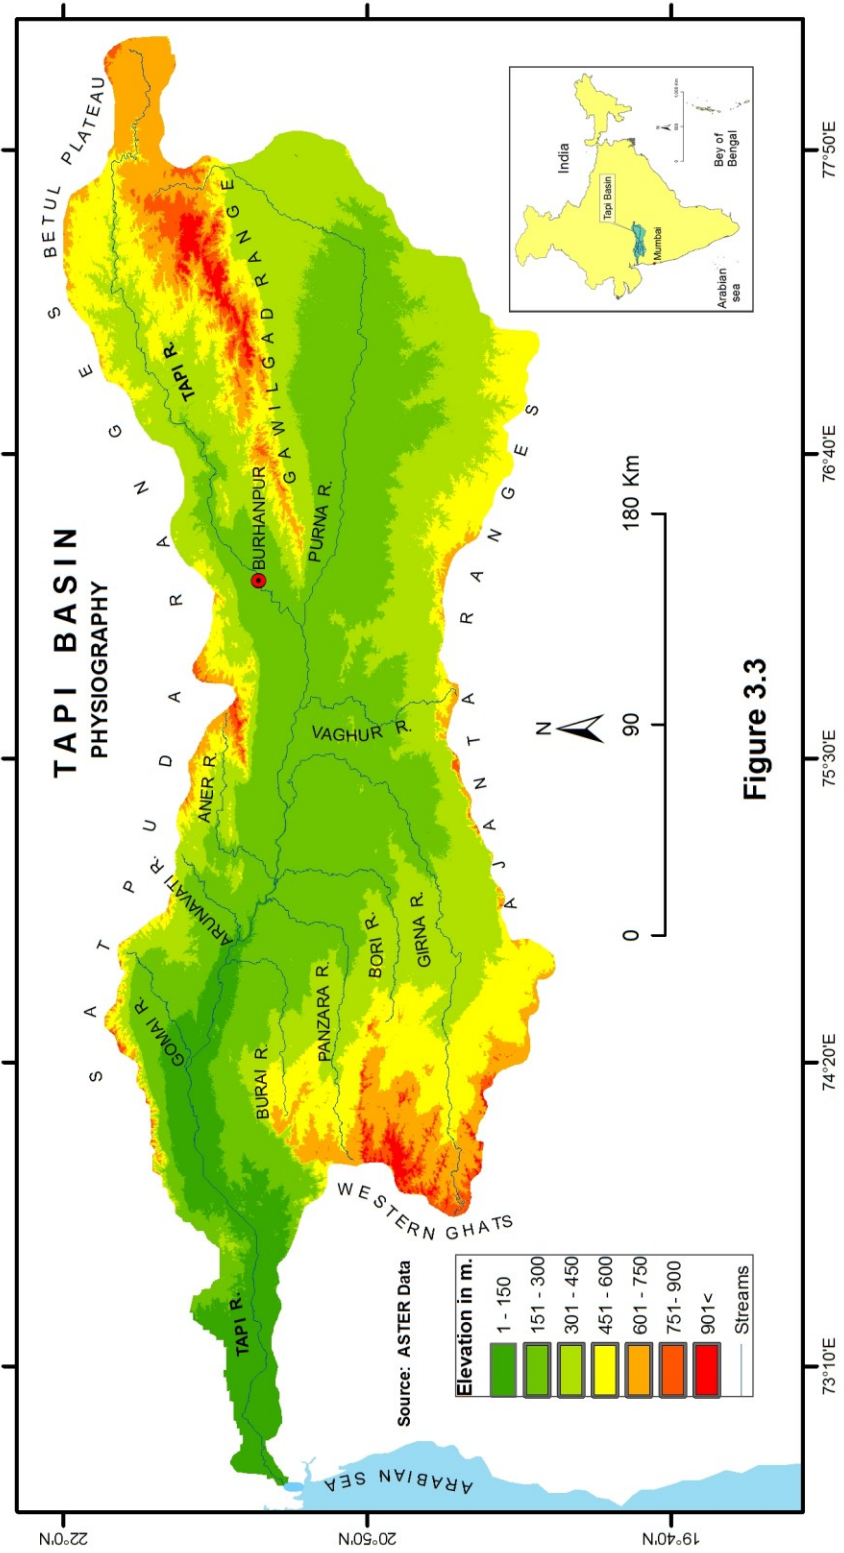 TAPI BASIN
PHYSIOGRAPHY
SATPUDA RANGES
BETUL PLATEAU
TAPI R.
GAWILGAD RANGE
BURHANPUR
PURNA R.
VAGHUR R.
ANER R.
ARUNAVATI R.
GOMAI R.
BURAI R.
PANZARA R.
BORI R.
GIRNA R.
AJANTA RANGES
WESTERN GHATS
TAPI R.
ARABIAN SEA
Source: ASTER Data
Elevation in m.
1 - 150
151 - 300
301 - 450
451 - 600
601 - 750
751- 900
901<
Streams
N
0 90 180 Km
India
Tapi Basin
Mumbai
Arabian
sea
Bey of
Bengal
N
73°10'E
74°20'E
75°30'E
76°40'E
77°50'E
22°0'N
20°50'N
19°40'N
Figure 3.3